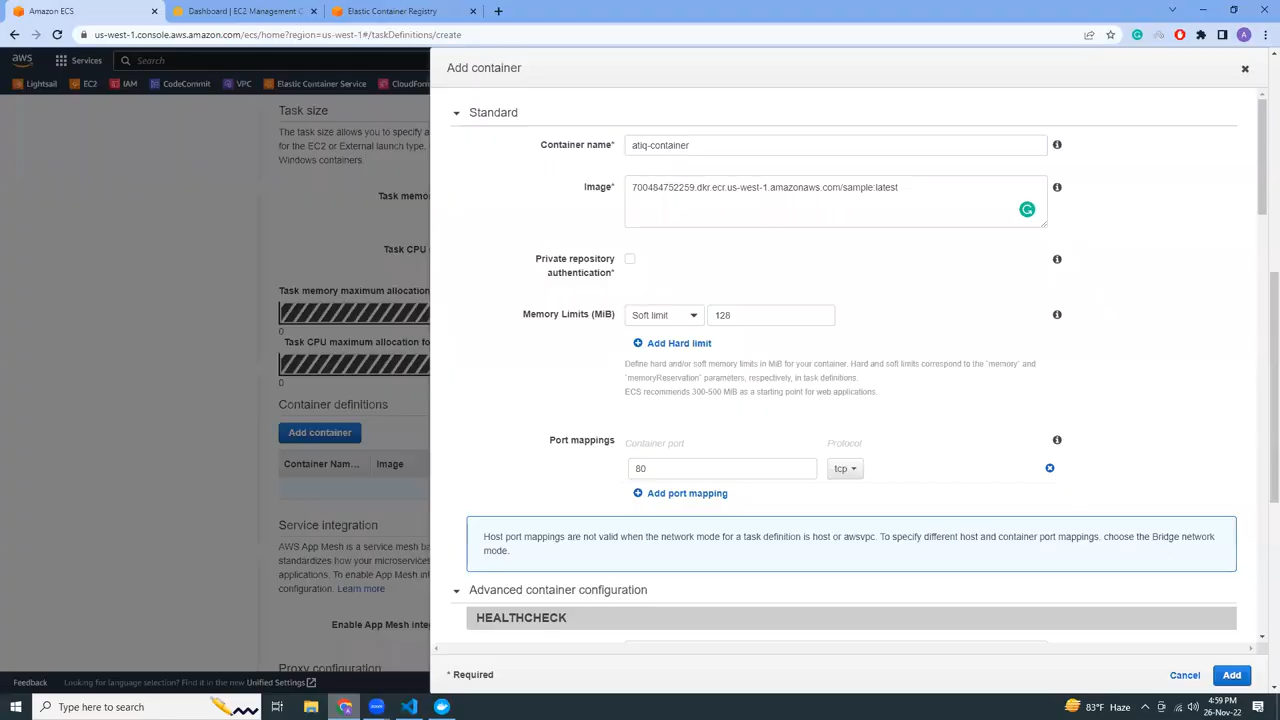 Amazon ECS
AWS Database Management C
Elastic Container Registry
us-west-1.console.aws.amazon.com/ecs/home?region=us-west-1#/taskDefinitions/create
A
aws
Services
Search
Lightsail
EC2
IAM
CodeCommit
VPC
Elastic Container Service
CloudForm
Add container
Standard
Container name*
atiq-container
Image*
700484752259.dkr.ecr.us-west-1.amazonaws.com/sample:latest
Private repository
authentication*
Memory Limits (MiB)
Soft limit
128
Add Hard limit
Define hard and/or soft memory limits in MiB for your container. Hard and soft limits correspond to the `memory` and
`memoryReservation` parameters, respectively, in task definitions.
ECS recommends 300-500 MiB as a starting point for web applications.
Port mappings
Container port
Protocol
80
tcp
Add port mapping
Host port mappings are not valid when the network mode for a task definition is host or awsvpc. To specify different host and container port mappings, choose the Bridge network
mode.
Advanced container configuration
HEALTHCHECK
* Required
Cancel
Add
Task size
The task size allows you to specify a
for the EC2 or External launch type.
Windows containers.
Task memo
Task CPU
Task memory maximum allocation
0
Task CPU maximum allocation fo
0
Container definitions
Add container
Container Nam...
Image
Service integration
AWS App Mesh is a service mesh ba
standardizes how your microservices
applications. To enable App Mesh int
configuration. Learn more
Enable App Mesh integ
Proxy configuration
Feedback
Looking for language selection? Find it in the new Unified Settings
Type here to search
83°F Haze
4:59 PM
26-Nov-22